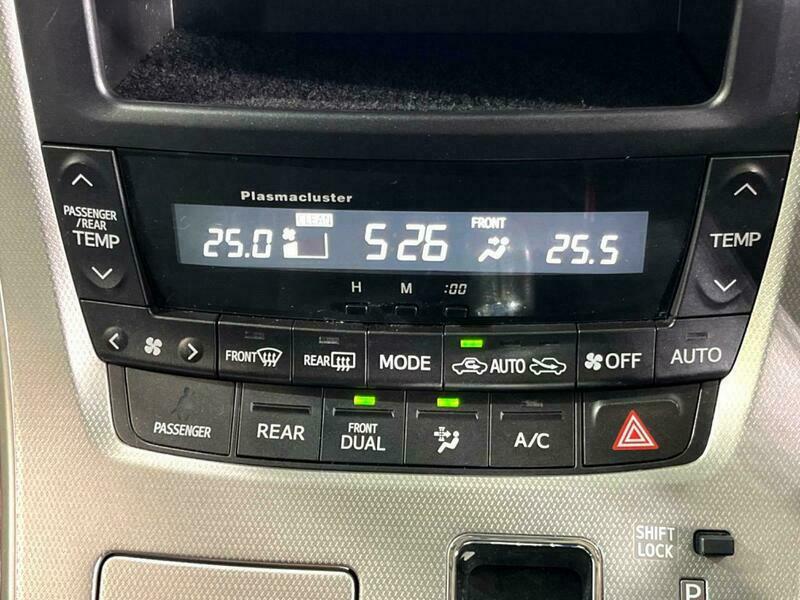 Plasmacluster
CLEAN
FRONT
25.0
5 26
25.5
H M :00
PASSENGER
/REAR
TEMP
TEMP
FRONT
REAR
MODE
AUTO
OFF
AUTO
PASSENGER
REAR
FRONT
DUAL
A/C
SHIFT
LOCK
P